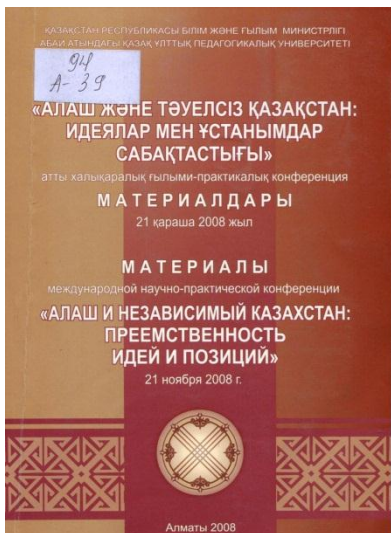 ҚАЗАҚСТАН РЕСПУБЛИКАСЫ БІЛІМ ЖӘНЕ ҒЫЛЫМ МИНИСТРЛІГІ
АБАЙ АТЫНДАҒЫ ҚАЗАҚ ҰЛТТЫҚ ПЕДАГОГИКАЛЫҚ УНИВЕРСИТЕТІ
94
А-39
«АЛАШ ЖӘНЕ ТӘУЕЛСІЗ ҚАЗАҚСТАН:
ИДЕЯЛАР МЕН ҰСТАНЫМДАР
САБАҚТАСТЫҒЫ»
атты халықаралық ғылыми-практикалық конференция
МАТЕРИАЛДАРЫ
21 қараша 2008 жыл
МАТЕРИАЛЫ
международной научно-практической конференции
«АЛАШ И НЕЗАВИСИМЫЙ КАЗАХСТАН:
ПРЕЕМСТВЕННОСТЬ
ИДЕЙ И ПОЗИЦИЙ»
21 ноября 2008 г.
Алматы 2008